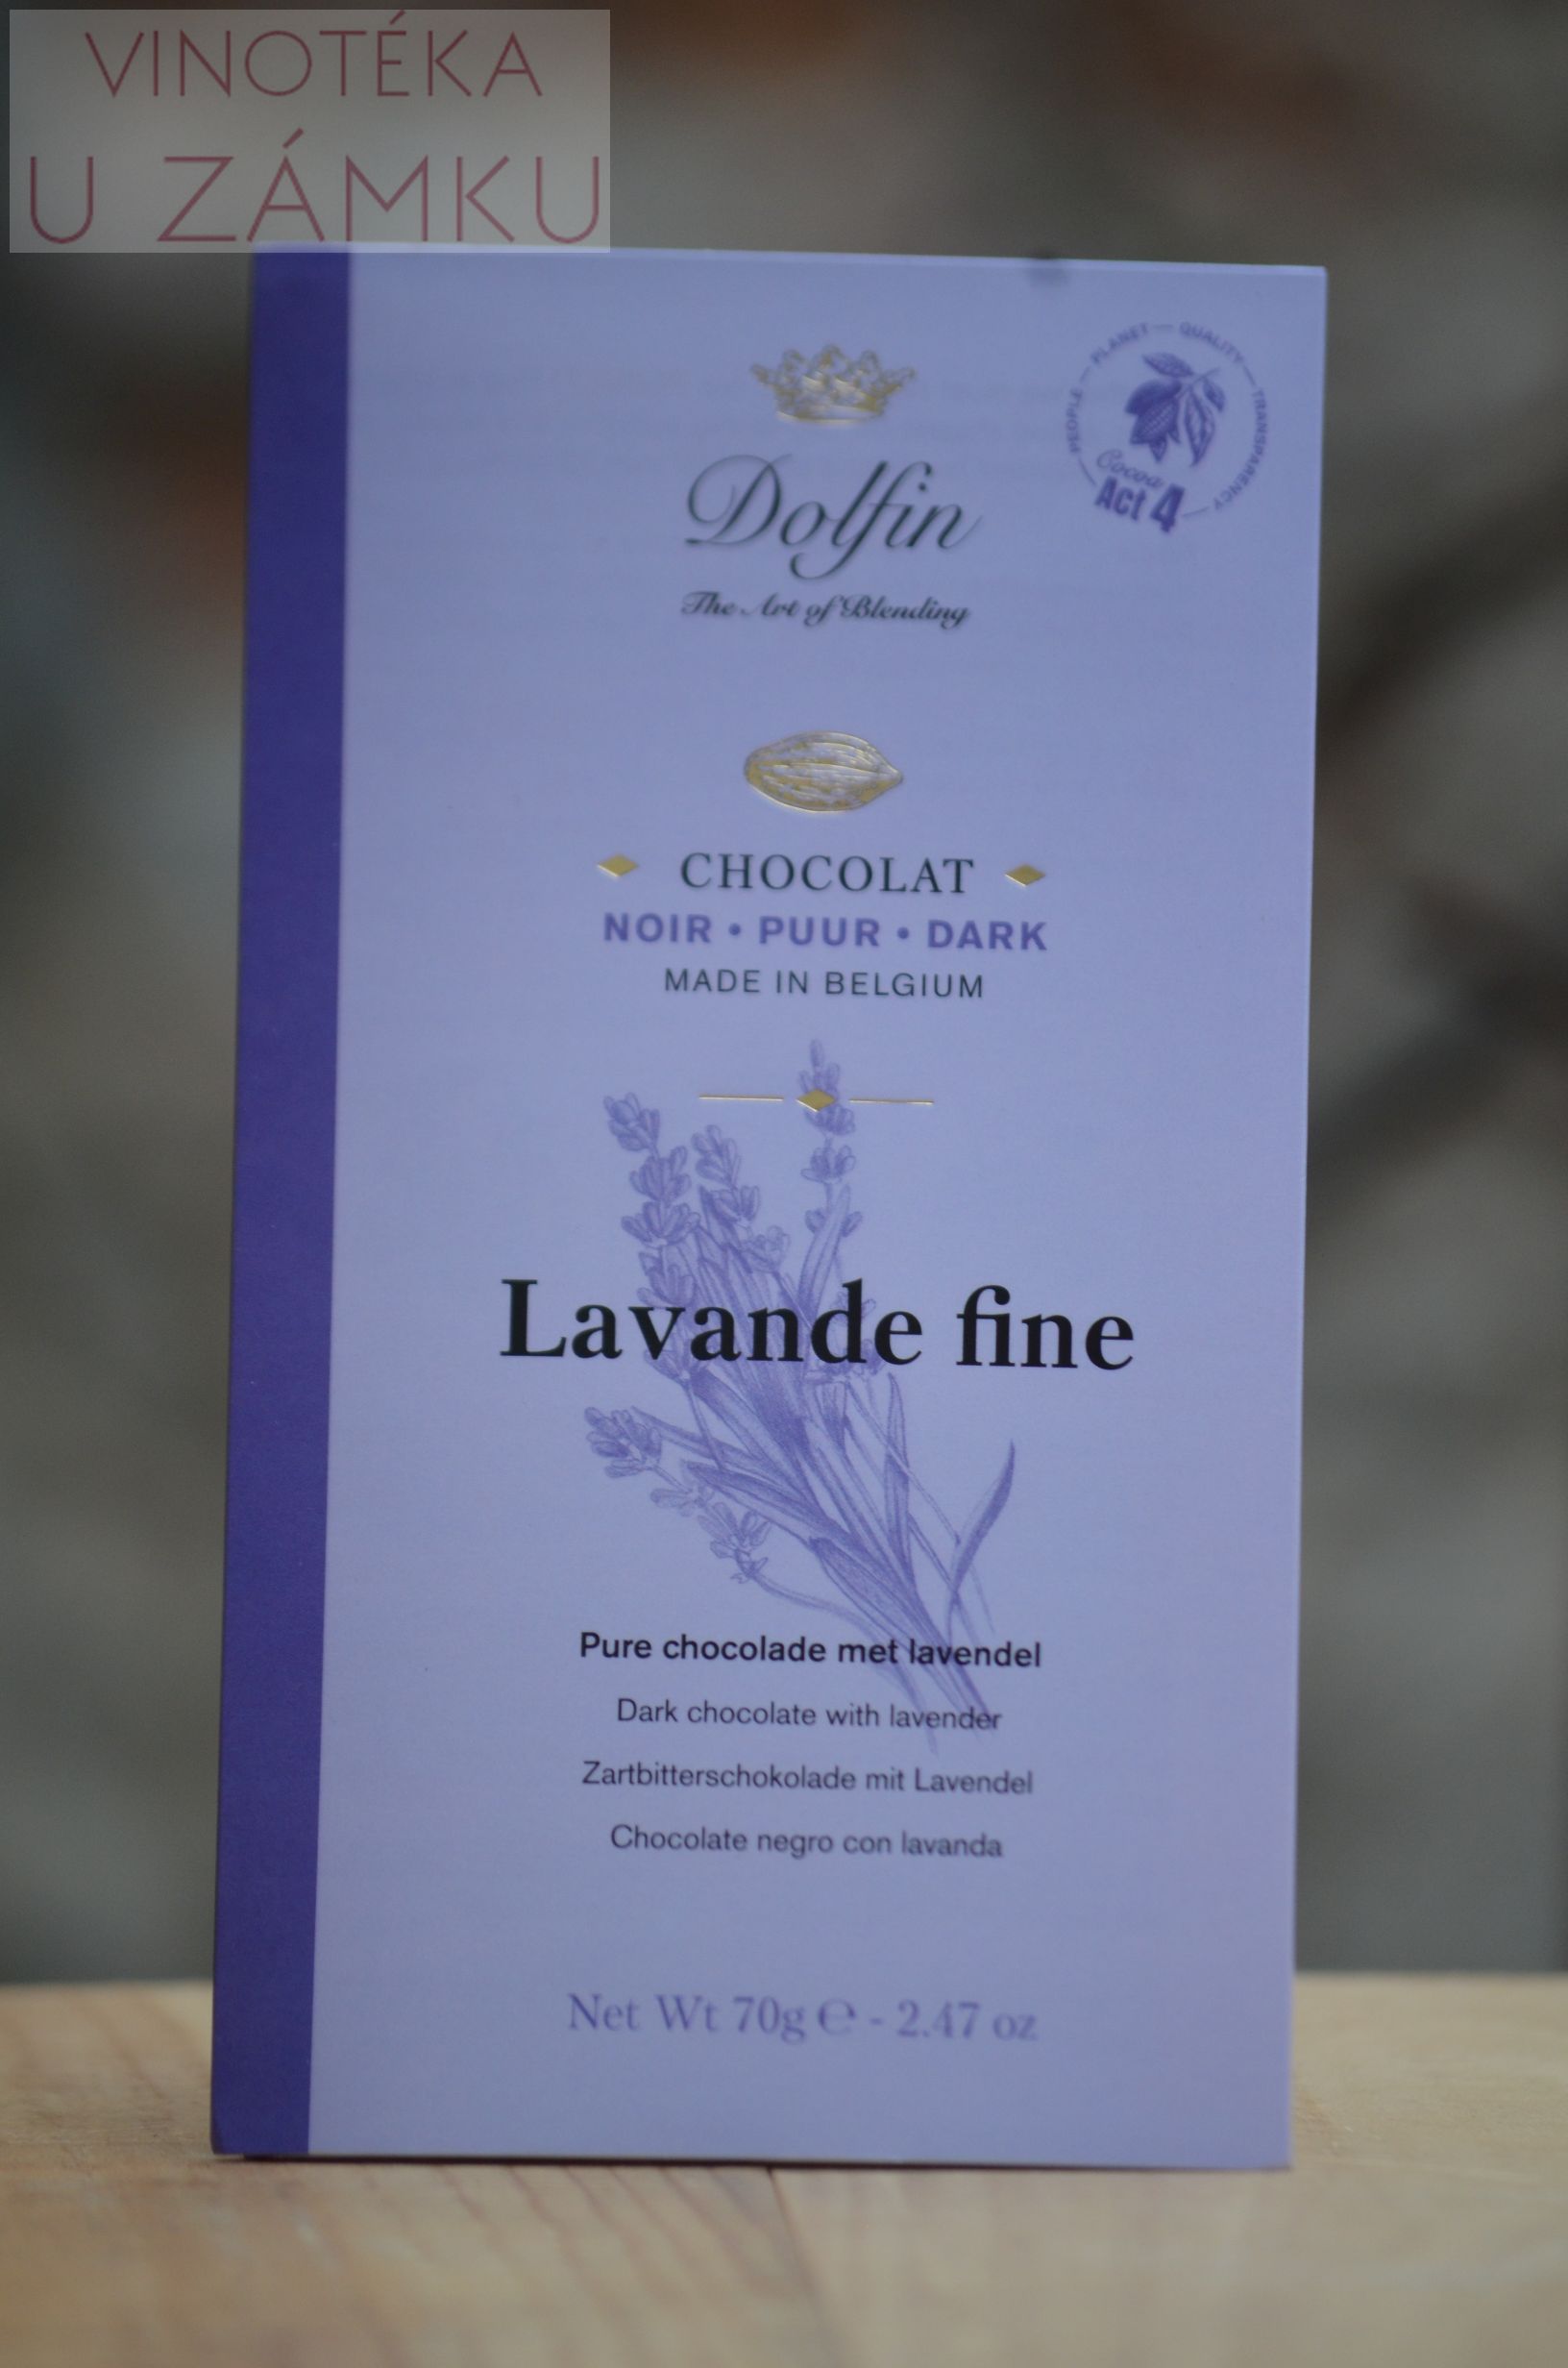 VINOTÉKA
U ZÁMKU
PEOPLE — PLANET — QUALITY — TRANSPARENCY
Cocoa
Act 4
Dolfin
The Art of Blending
CHOCOLAT
NOIR • PUUR • DARK
MADE IN BELGIUM
Lavande fine
Pure chocolade met lavendel
Dark chocolate with lavender
Zartbitterschokolade mit Lavendel
Chocolate negro con lavanda
Net Wt 70g ℮ - 2.47 oz